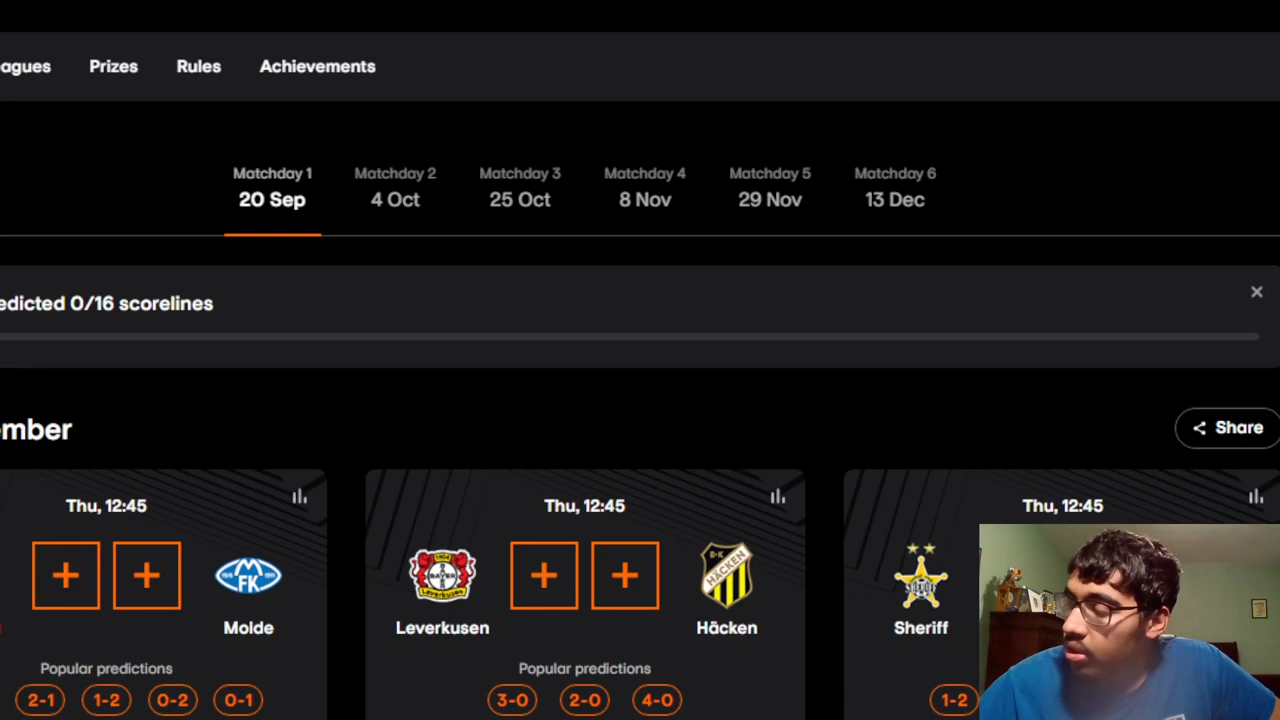 eagues Prizes Rules Achievements
Matchday 1 Matchday 2 Matchday 3 Matchday 4 Matchday 5 Matchday 6
20 Sep 4 Oct 25 Oct 8 Nov 29 Nov 13 Dec
edicted 0/16 scorelines
ember
Share
Thu, 12:45 Thu, 12:45 Thu, 12:45
Molde Leverkusen Häcken Sheriff
Popular predictions Popular predictions
2-1 1-2 0-2 0-1 3-0 2-0 4-0 1-2